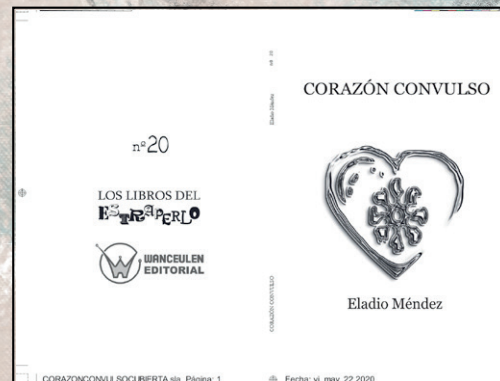 nº20
LOS LIBROS DEL
ESTRAPERLO
WANCEULEN
EDITORIAL
CORAZÓN CONVULSO
Eladio Méndez
CORAZÓN CONVULSO
Eladio Méndez
CORAZONCONVULSOCUBIERTA.sla Página: 1
Fecha: vi. may. 22 2020